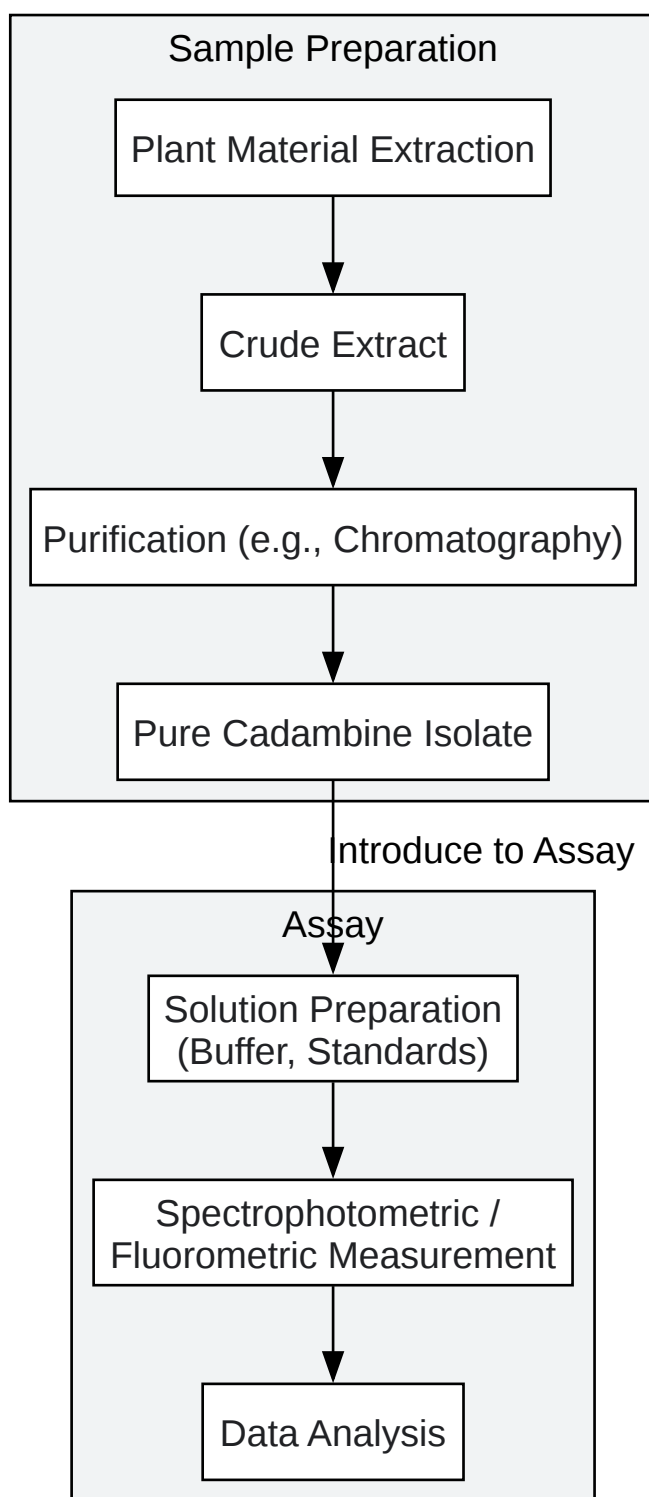 Sample Preparation
Plant Material Extraction
Crude Extract
Purification (e.g., Chromatography)
Pure Cadambine Isolate
Introduce to Assay
Assay
Solution Preparation
(Buffer, Standards)
Spectrophotometric /
Fluorometric Measurement
Data Analysis